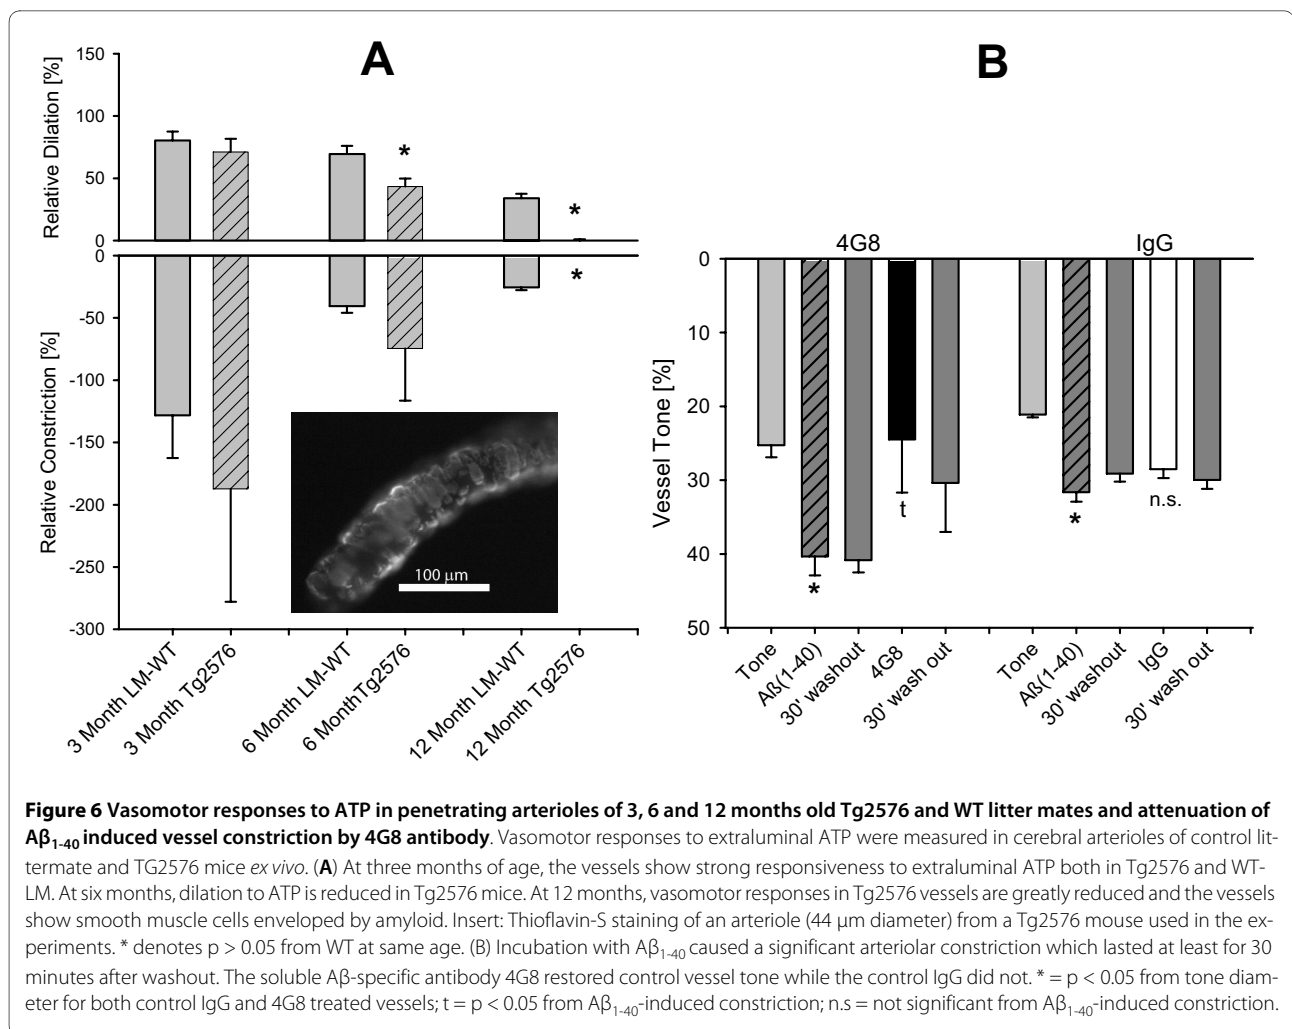 A
B
Relative Dilation [%]
150
100
50
0
Relative Constriction [%]
0
-50
-100
-150
-200
-250
-300
*
*
*
100 µm
3 Month LM-WT
3 Month Tg2576
6 Month LM-WT
6 MonthTg2576
12 Month LM-WT
12 Month Tg2576
4G8
IgG
Vessel Tone [%]
0
10
20
30
40
50
*
t
*
n.s.
Tone
Aß(1-40)
30' washout
4G8
30' wash out
Tone
Aß(1-40)
30' washout
IgG
30' wash out
Figure 6 Vasomotor responses to ATP in penetrating arterioles of 3, 6 and 12 months old Tg2576 and WT litter mates and attenuation of
Aβ1-40 induced vessel constriction by 4G8 antibody. Vasomotor responses to extraluminal ATP were measured in cerebral arterioles of control lit-
termate and TG2576 mice ex vivo. (A) At three months of age, the vessels show strong responsiveness to extraluminal ATP both in Tg2576 and WT-
LM. At six months, dilation to ATP is reduced in Tg2576 mice. At 12 months, vasomotor responses in Tg2576 vessels are greatly reduced and the vessels
show smooth muscle cells enveloped by amyloid. Insert: Thioflavin-S staining of an arteriole (44 µm diameter) from a Tg2576 mouse used in the ex-
periments. * denotes p > 0.05 from WT at same age. (B) Incubation with Aβ1-40 caused a significant arteriolar constriction which lasted at least for 30
minutes after washout. The soluble Aβ-specific antibody 4G8 restored control vessel tone while the control IgG did not. * = p < 0.05 from tone diam-
eter for both control IgG and 4G8 treated vessels; t = p < 0.05 from Aβ1-40-induced constriction; n.s = not significant from Aβ1-40-induced constriction.